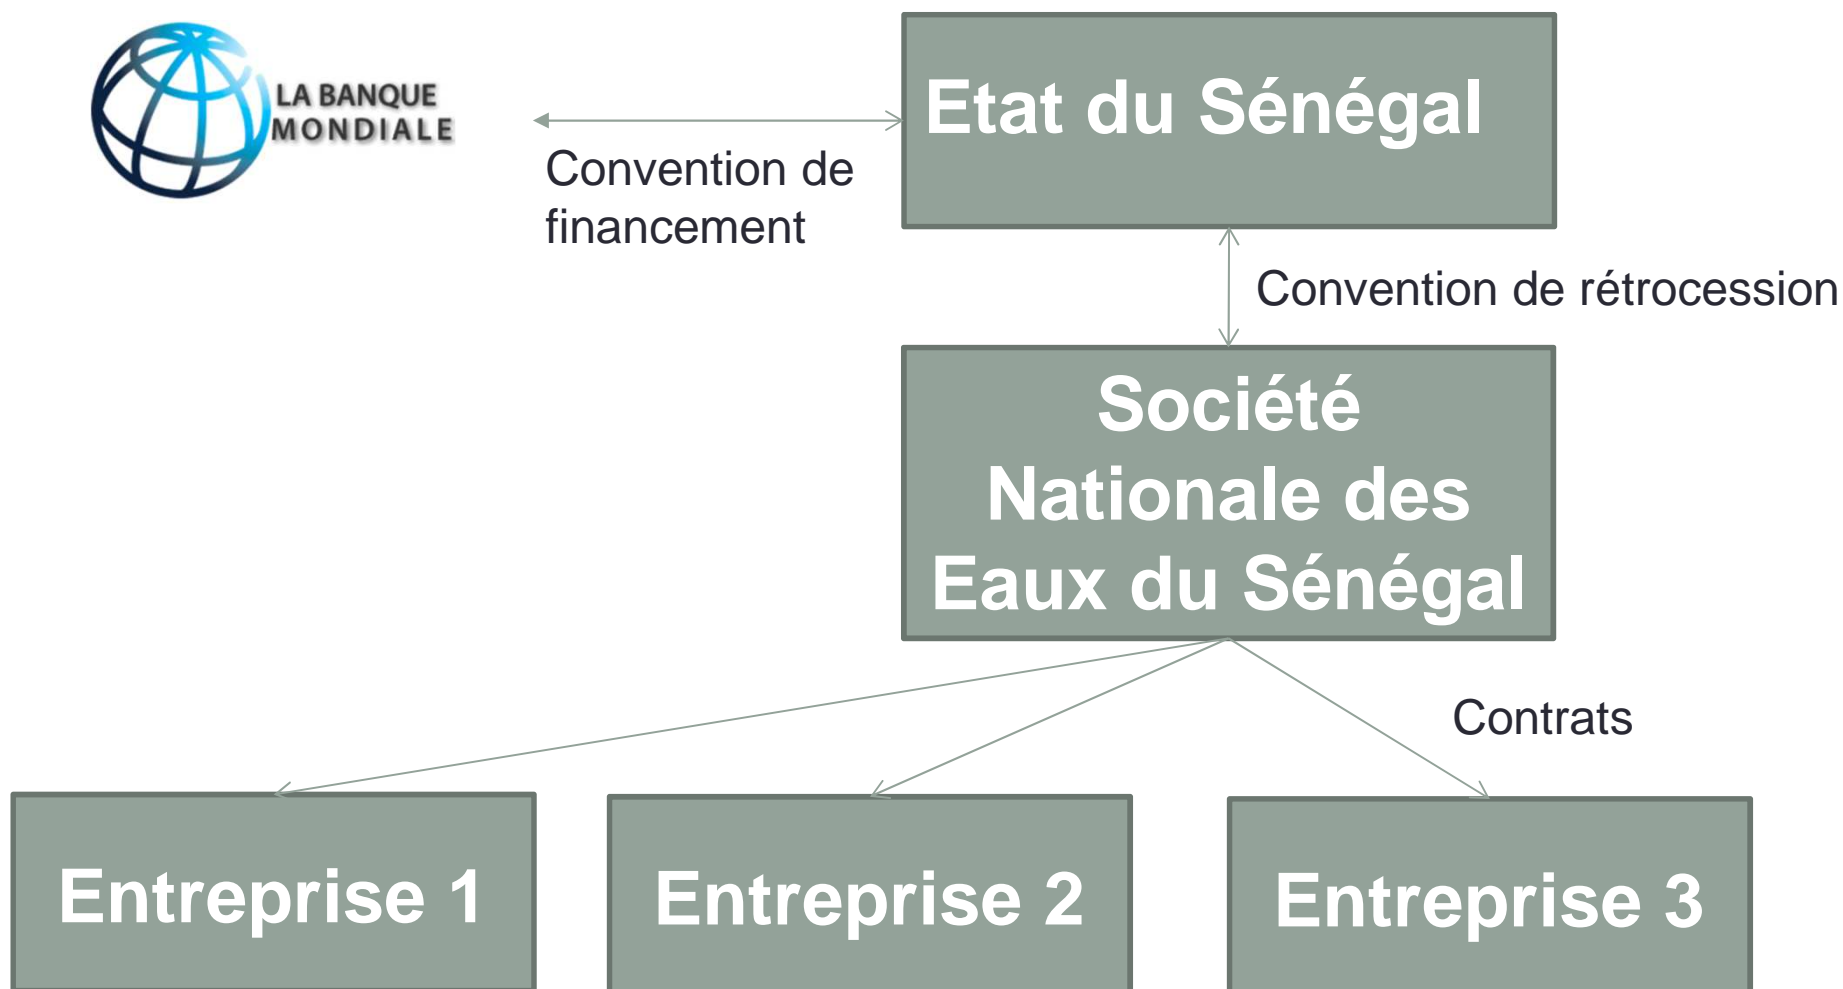 LA BANQUE
MONDIALE
Etat du Sénégal
Convention de
financement
Convention de rétrocession
Société
Nationale des
Eaux du Sénégal
Contrats
Entreprise 1
Entreprise 2
Entreprise 3